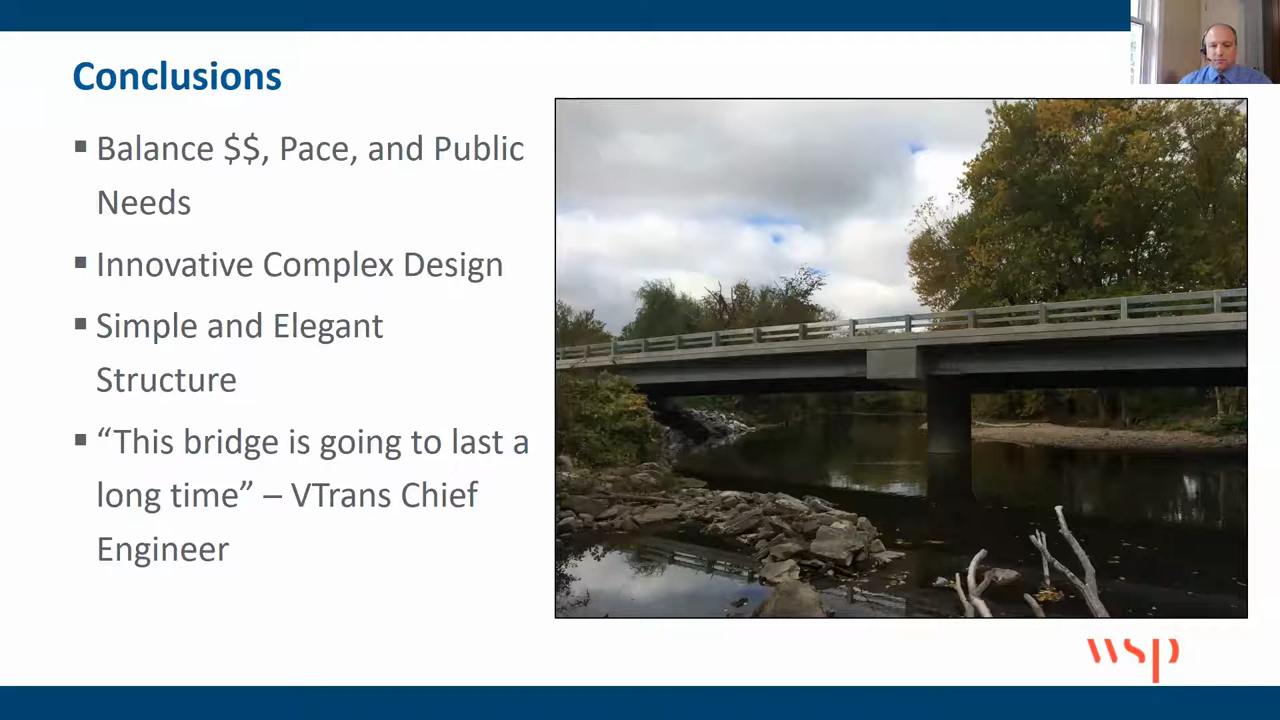 Conclusions
▪ Balance $$, Pace, and Public
Needs
▪ Innovative Complex Design
▪ Simple and Elegant
Structure
▪ “This bridge is going to last a
long time” – VTrans Chief
Engineer
wsp